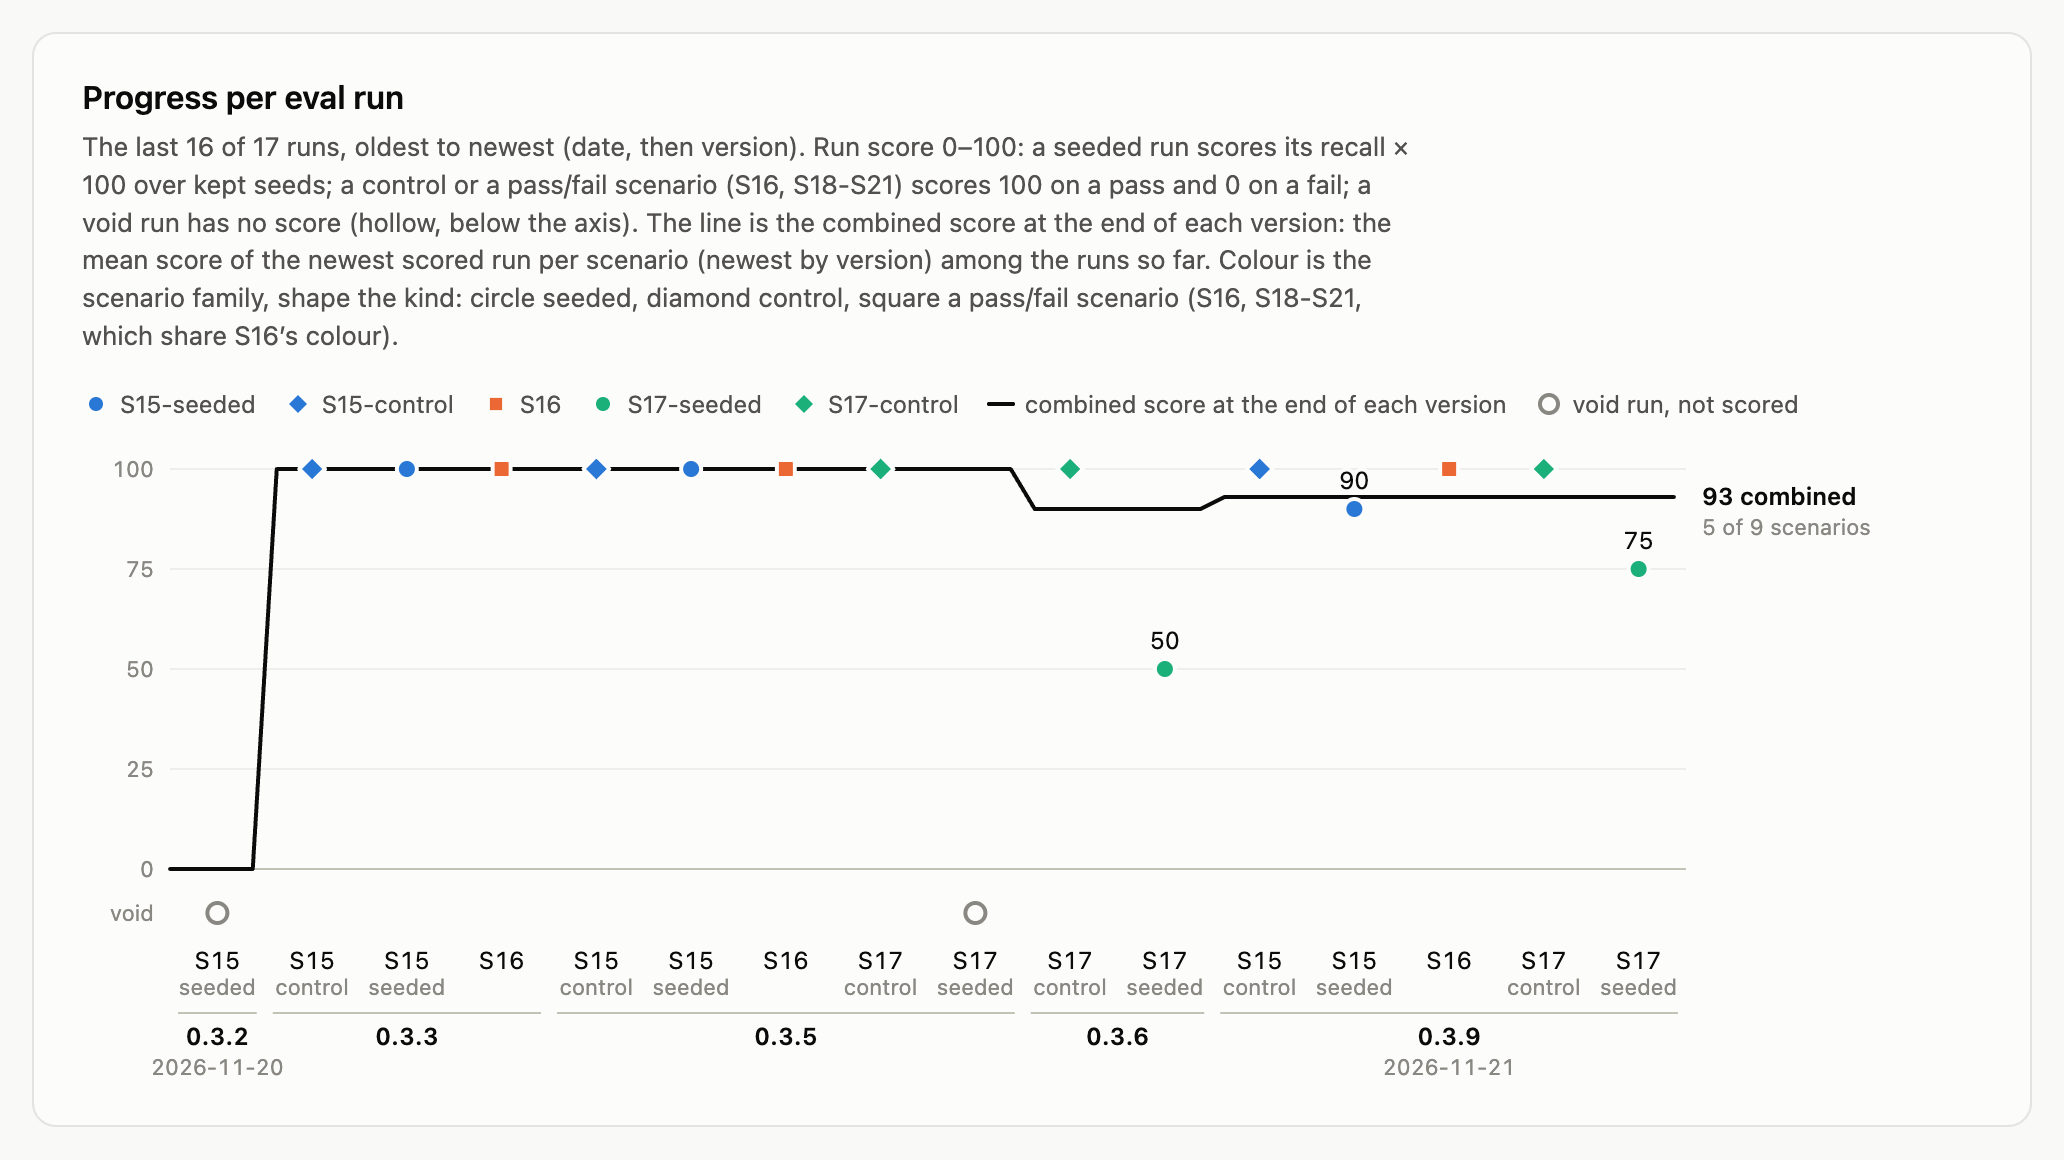 Progress per eval run
The last 16 of 17 runs, oldest to newest (date, then version). Run score 0–100: a seeded run scores its recall ×
100 over kept seeds; a control or a pass/fail scenario (S16, S18-S21) scores 100 on a pass and 0 on a fail; a
void run has no score (hollow, below the axis). The line is the combined score at the end of each version: the
mean score of the newest scored run per scenario (newest by version) among the runs so far. Colour is the
scenario family, shape the kind: circle seeded, diamond control, square a pass/fail scenario (S16, S18-S21,
which share S16’s colour).
S15-seeded S15-control S16 S17-seeded S17-control combined score at the end of each version void run, not scored
100
90
93 combined
5 of 9 scenarios
75
75
50
50
25
0
void
S15 S15 S15 S16 S15 S15 S16 S17 S17 S17 S17 S15 S15 S16 S17 S17
seeded control seeded control seeded control seeded control seeded control seeded control seeded
0.3.2 0.3.3 0.3.5 0.3.6 0.3.9
2026-11-20 2026-11-21